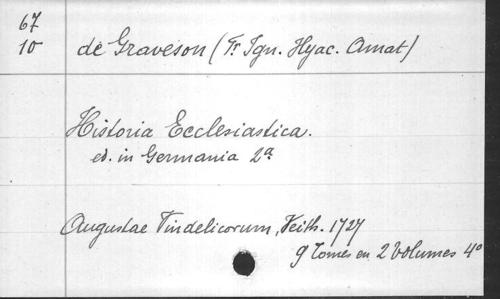 67
10 de Graveson (Fr. Ign. Hyac. Amat)
Historia Ecclesiastica.
ed. in Germania 2a
Augustae Vindelicorum, Veith. 1727
9 Tomes en 2 Volumes 4o